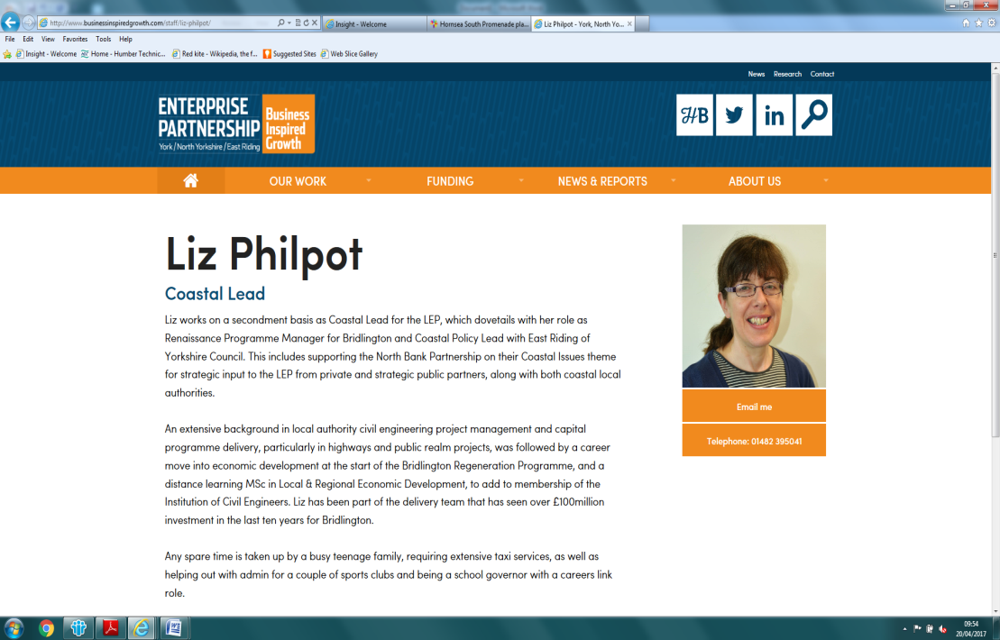 http://www.businessinspiredgrowth.com/staff/liz-philpot/
Insight - Welcome
Hornsea South Promenade pla...
Liz Philpot - York, North Yo...
File Edit View Favorites Tools Help
Insight - Welcome
Home - Humber Technic...
Red kite - Wikipedia, the f...
Suggested Sites
Web Slice Gallery
News Research Contact
ENTERPRISE
PARTNERSHIP
York / North Yorkshire / East Riding
Business
Inspired
Growth
HB
in
OUR WORK
FUNDING
NEWS & REPORTS
ABOUT US
Liz Philpot
Coastal Lead
Liz works on a secondment basis as Coastal Lead for the LEP, which dovetails with her role as
Renaissance Programme Manager for Bridlington and Coastal Policy Lead with East Riding of
Yorkshire Council. This includes supporting the North Bank Partnership on their Coastal Issues theme
for strategic input to the LEP from private and strategic public partners, along with both coastal local
authorities.
An extensive background in local authority civil engineering project management and capital
programme delivery, particularly in highways and public realm projects, was followed by a career
move into economic development at the start of the Bridlington Regeneration Programme, and a
distance learning MSc in Local & Regional Economic Development, to add to membership of the
Institution of Civil Engineers. Liz has been part of the delivery team that has seen over £100million
investment in the last ten years for Bridlington.
Any spare time is taken up by a busy teenage family, requiring extensive taxi services, as well as
helping out with admin for a couple of sports clubs and being a school governor with a careers link
role.
Email me
Telephone: 01482 395041
09:54
20/04/2017